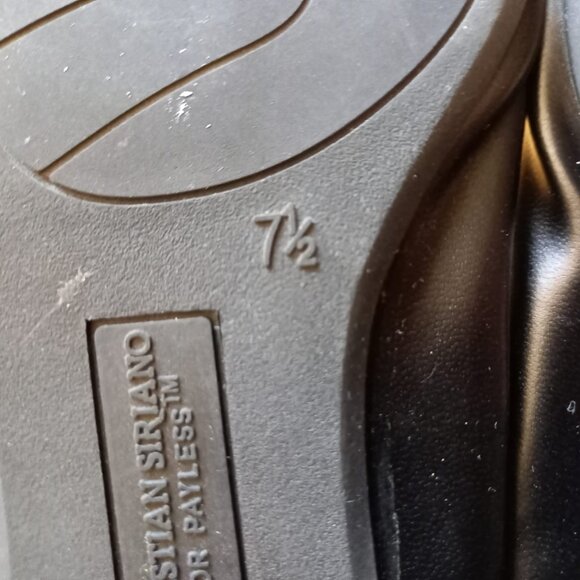 7½
STIAN SIRIANO
OR PAYLESS™